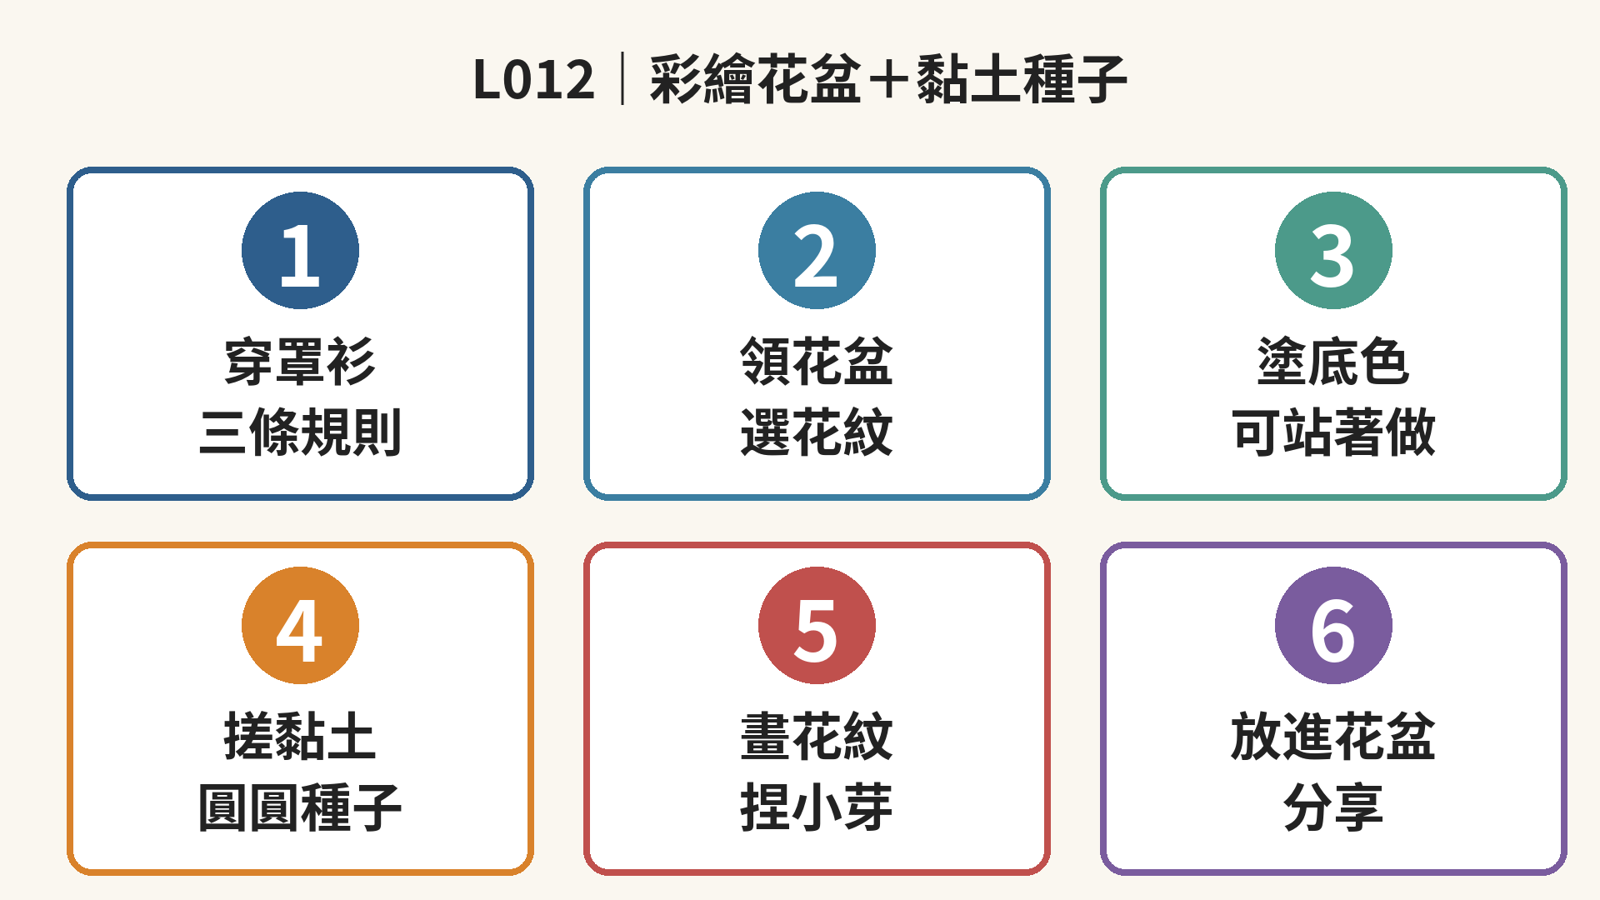 L012｜彩繪花盆＋黏土種子
1
穿罩衫
三條規則
2
領花盆
選花紋
3
塗底色
可站著做
4
搓黏土
圓圓種子
5
畫花紋
捏小芽
6
放進花盆
分享